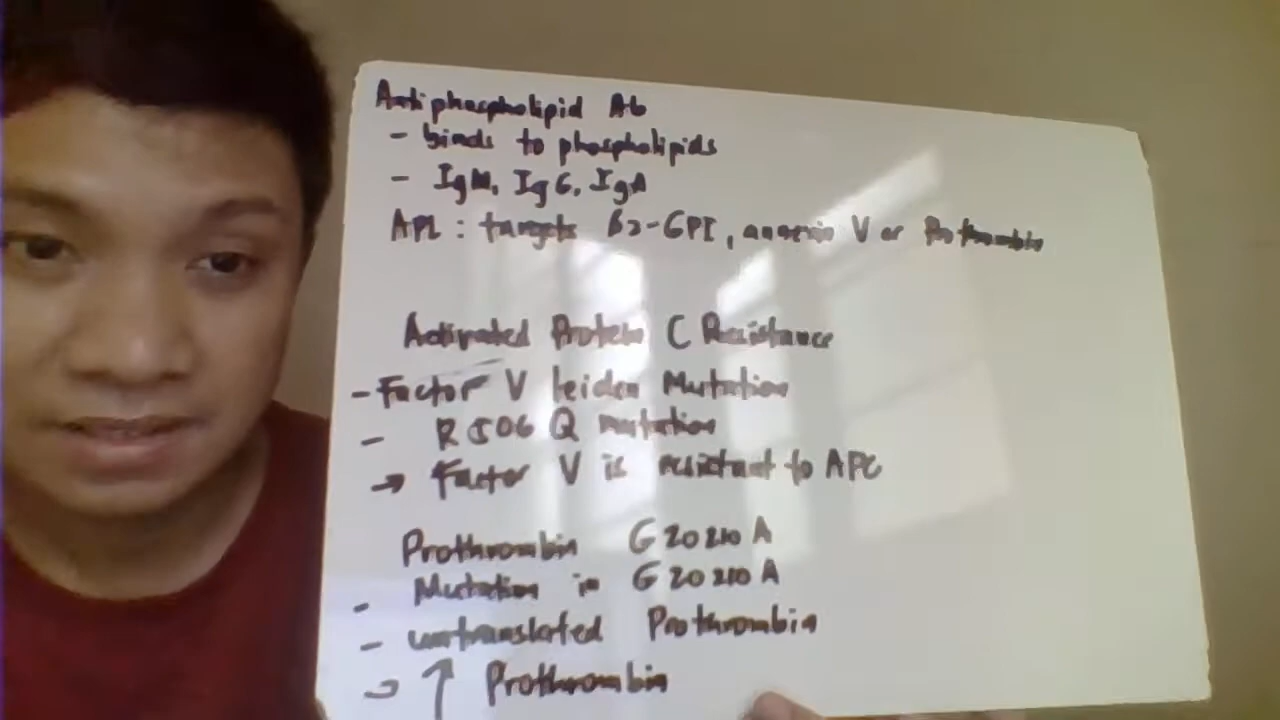 Antiphospholipid Ab
- binds to phospholipids
- IgM, IgG, IgA
APL : targets B2-GPI, annexin V or Prothrombin
Activated Protein C Resistance
- Factor V leiden Mutation
- R506 Q mutation
→ Factor V is resistant to APC
Prothrombin G20210 A
- Mutation in G20210 A
- untranslated Prothrombin
→ ↑ Prothrombin